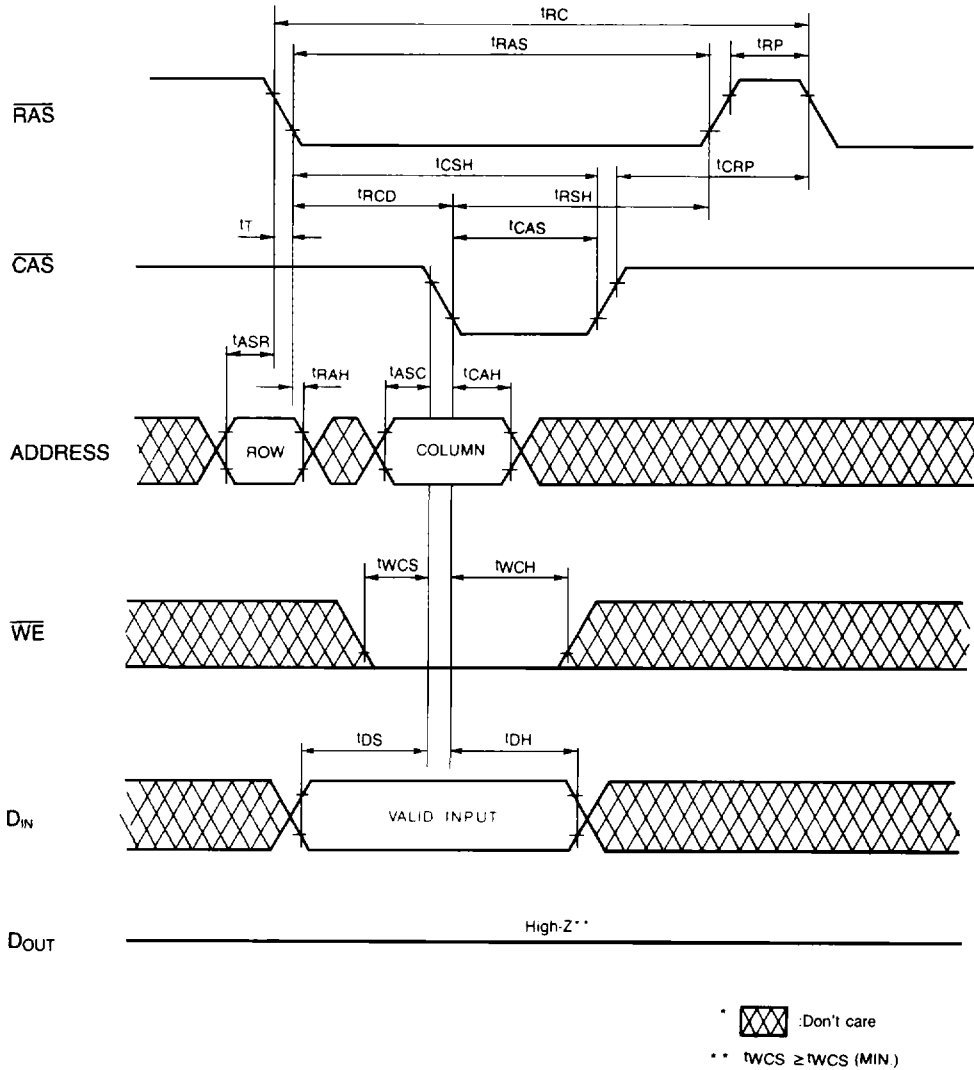 tRC
tRAS
tRP
RAS
tCSH
tCRP
tRCD
tRSH
tT
tCAS
CAS
tASR
tRAH
tASC
tCAH
ADDRESS
ROW
COLUMN
tWCS
tWCH
WE
tDS
tDH
DIN
VALID INPUT
High-Z**
DOUT
* :Don't care
** tWCS ≥ tWCS (MIN.)